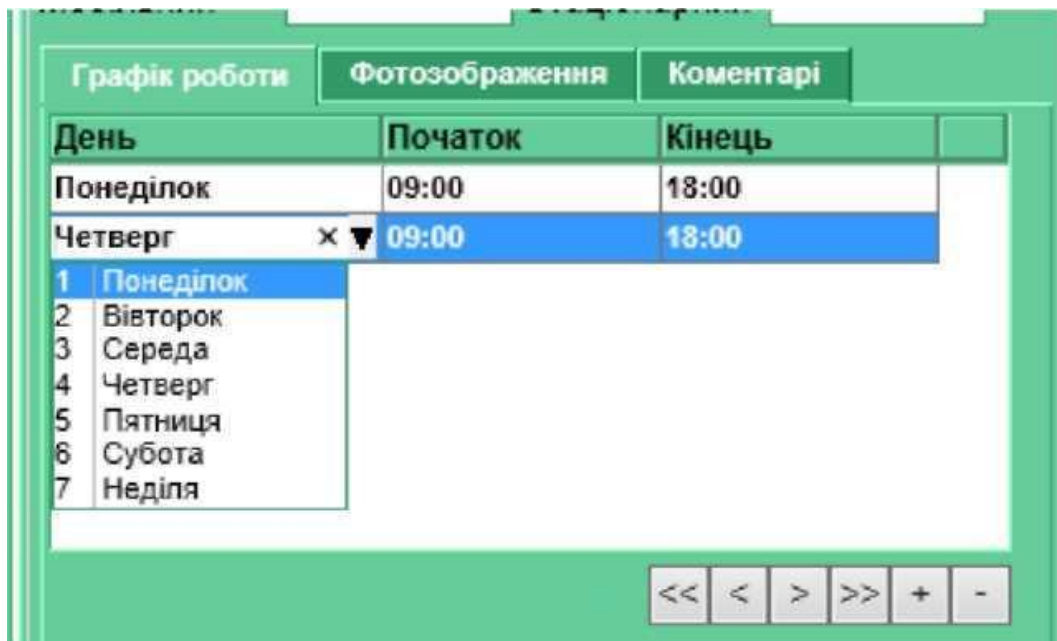 Графік роботи Фотозображення Коментарі
День Початок Кінець
Понеділок 09:00 18:00
Четверг × ▼ 09:00 18:00
1 Понеділок
2 Вівторок
3 Середа
4 Четверг
5 Пятниця
6 Субота
7 Неділя
<< < > >> + -